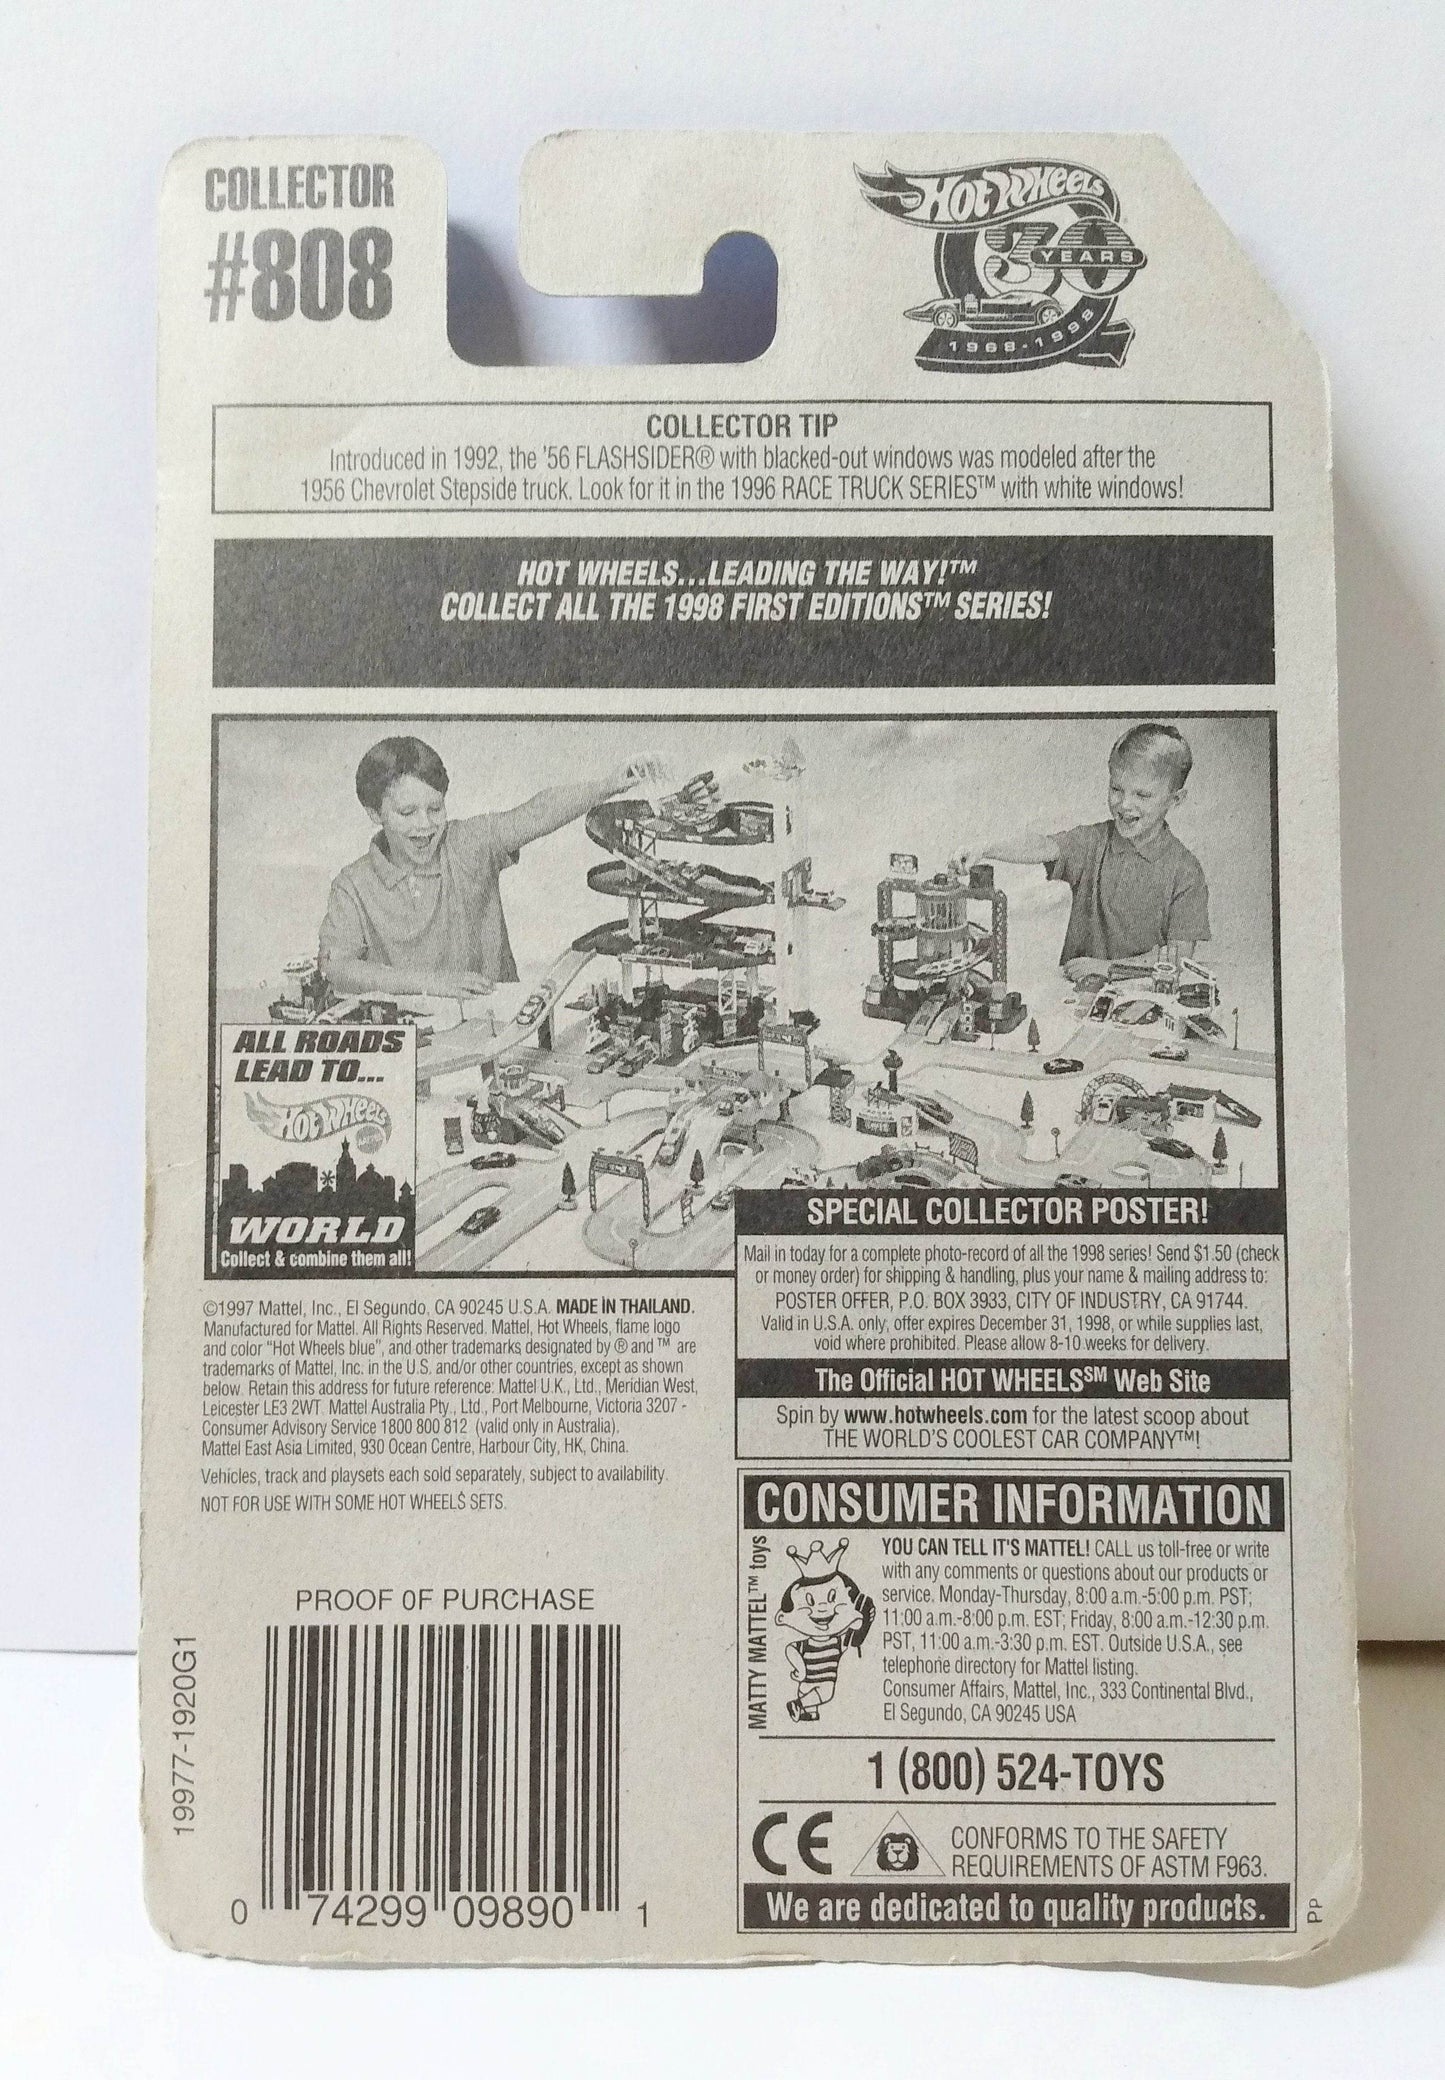 COLLECTOR
#808
HOT WHEELS
30
YEARS
1968-1998
COLLECTOR TIP
Introduced in 1992, the '56 FLASHSIDER® with blacked-out windows was modeled after the
1956 Chevrolet Stepside truck. Look for it in the 1996 RACE TRUCK SERIES™ with white windows!
HOT WHEELS...LEADING THE WAY!™
COLLECT ALL THE 1998 FIRST EDITIONS™ SERIES!
ALL ROADS
LEAD TO...
HOT WHEELS
WORLD
Collect & combine them all!
SPECIAL COLLECTOR POSTER!
Mail in today for a complete photo-record of all the 1998 series! Send $1.50 (check
or money order) for shipping & handling, plus your name & mailing address to:
POSTER OFFER, P.O. BOX 3933, CITY OF INDUSTRY, CA 91744.
Valid in U.S.A. only, offer expires December 31, 1998, or while supplies last,
void where prohibited. Please allow 8-10 weeks for delivery.
The Official HOT WHEELS℠ Web Site
Spin by www.hotwheels.com for the latest scoop about
THE WORLD'S COOLEST CAR COMPANY™!
©1997 Mattel, Inc., El Segundo, CA 90245 U.S.A. MADE IN THAILAND.
Manufactured for Mattel. All Rights Reserved. Mattel, Hot Wheels, flame logo
and color "Hot Wheels blue", and other trademarks designated by ® and ™ are
trademarks of Mattel, Inc. in the U.S. and/or other countries, except as shown
below. Retain this address for future reference: Mattel U.K., Ltd., Meridian West,
Leicester LE3 2WT. Mattel Australia Pty., Ltd., Port Melbourne, Victoria 3207 -
Consumer Advisory Service 1800 800 812 (valid only in Australia).
Mattel East Asia Limited, 930 Ocean Centre, Harbour City, HK, China.
Vehicles, track and playsets each sold separately, subject to availability.
NOT FOR USE WITH SOME HOT WHEELS SETS.
CONSUMER INFORMATION
MATTY MATTEL™ toys
YOU CAN TELL IT'S MATTEL! CALL us toll-free or write
with any comments or questions about our products or
service. Monday-Thursday, 8:00 a.m.-5:00 p.m. PST;
11:00 a.m.-8:00 p.m. EST; Friday, 8:00 a.m.-12:30 p.m.
PST, 11:00 a.m.-3:30 p.m. EST. Outside U.S.A., see
telephone directory for Mattel listing.
Consumer Affairs, Mattel, Inc., 333 Continental Blvd.,
El Segundo, CA 90245 USA
1 (800) 524-TOYS
CE
CONFORMS TO THE SAFETY
REQUIREMENTS OF ASTM F963.
We are dedicated to quality products.
PP
PROOF OF PURCHASE
19977-1920G1
0 74299 09890 1